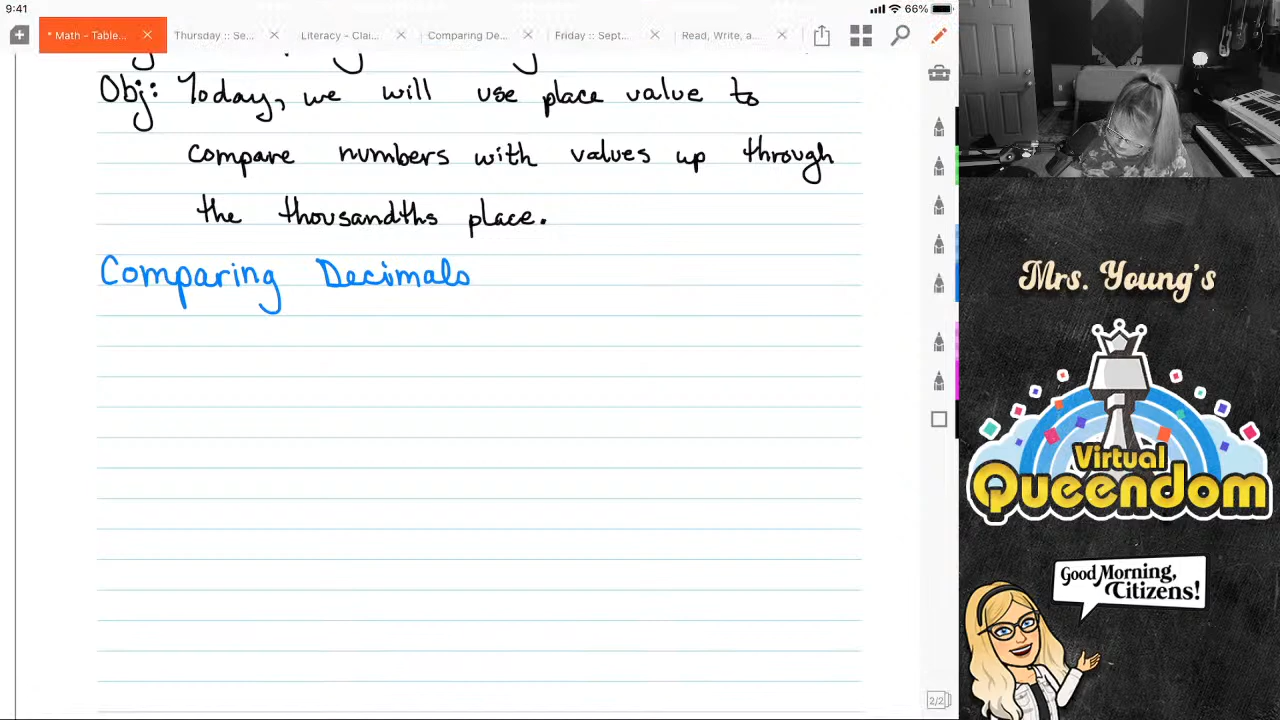 9:41
66%
* Math - Table...
Thursday :: Se...
Literacy - Clai...
Comparing De...
Friday :: Sept...
Read, Write, a...
Obj: Today, we will use place value to
compare numbers with values up through
the thousandths place.
Comparing Decimals
2/2
Mrs. Young's
Virtual
Queendom
Good Morning,
Citizens!